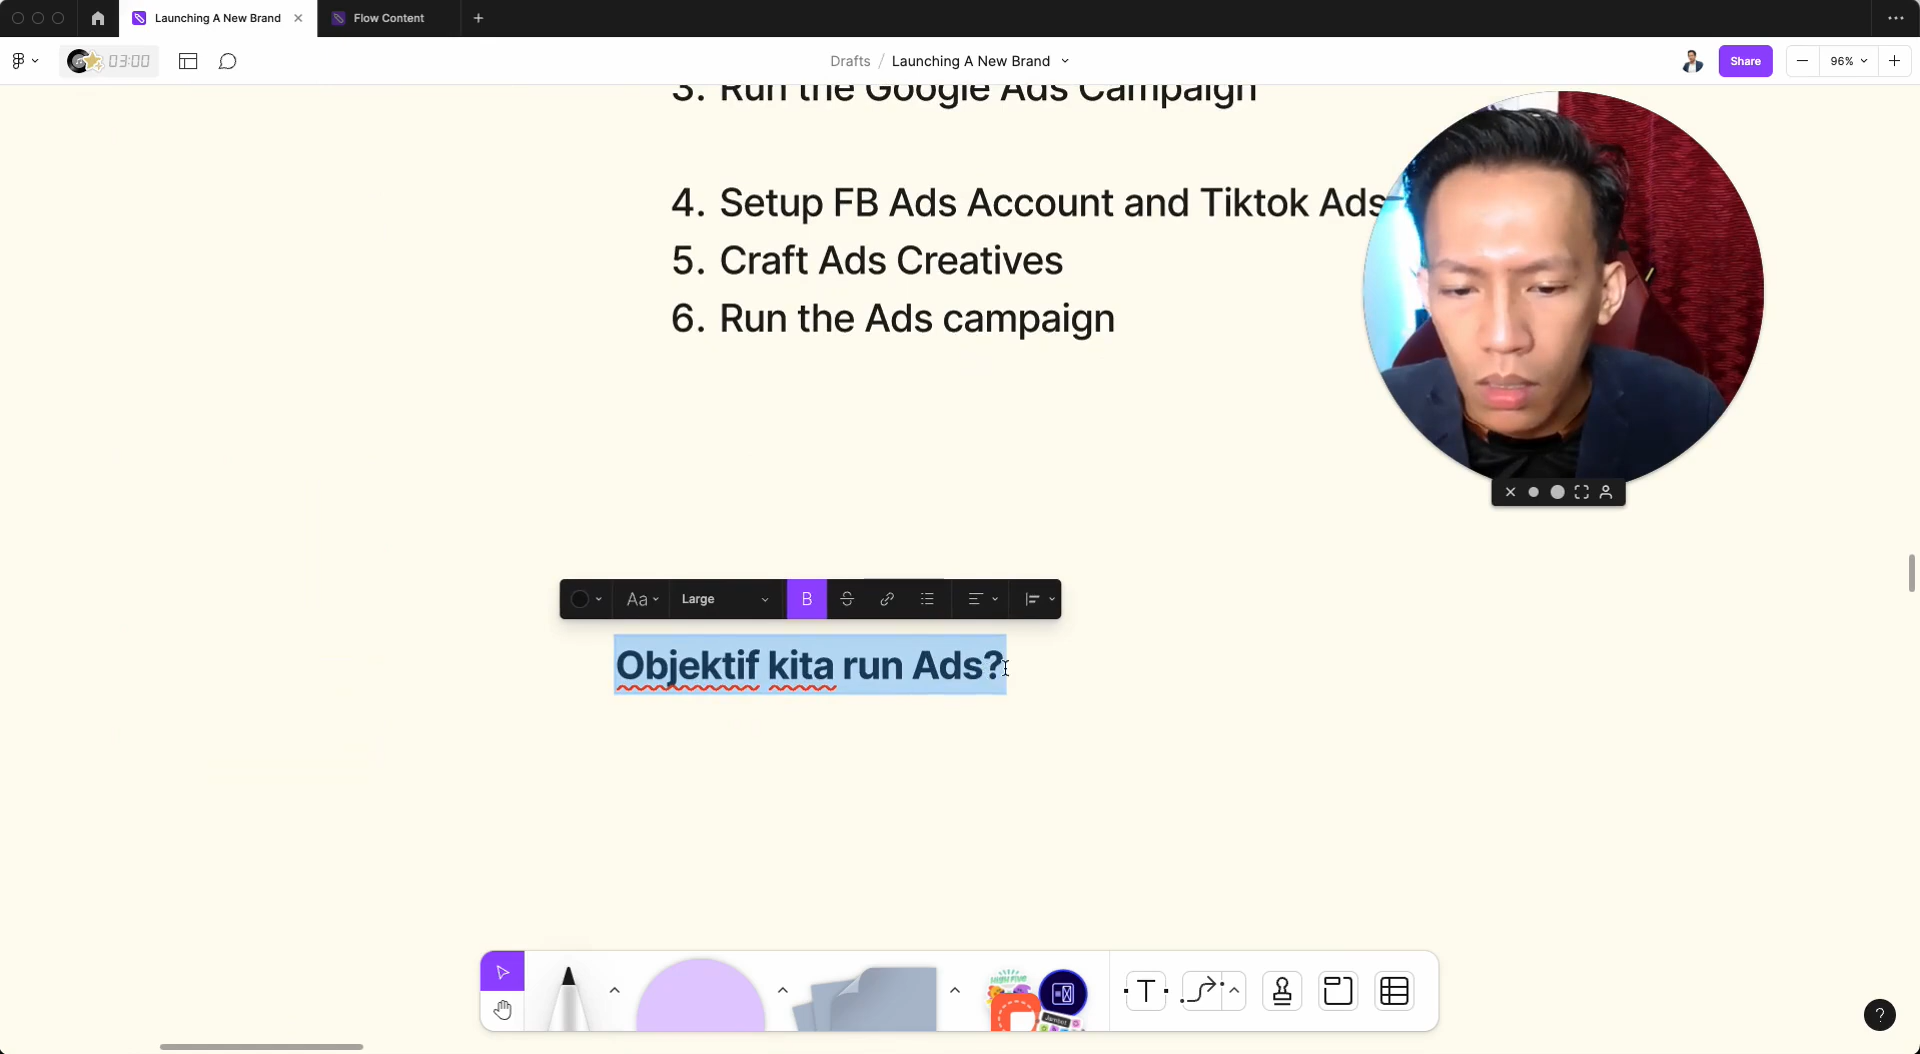 Launching A New Brand
Flow Content
03:00
Drafts / Launching A New Brand
Share
96%
3. Run the Google Ads Campaign
4. Setup FB Ads Account and Tiktok Ads
5. Craft Ads Creatives
6. Run the Ads campaign
Aa
Large
B
Objektif kita run Ads?
T
?